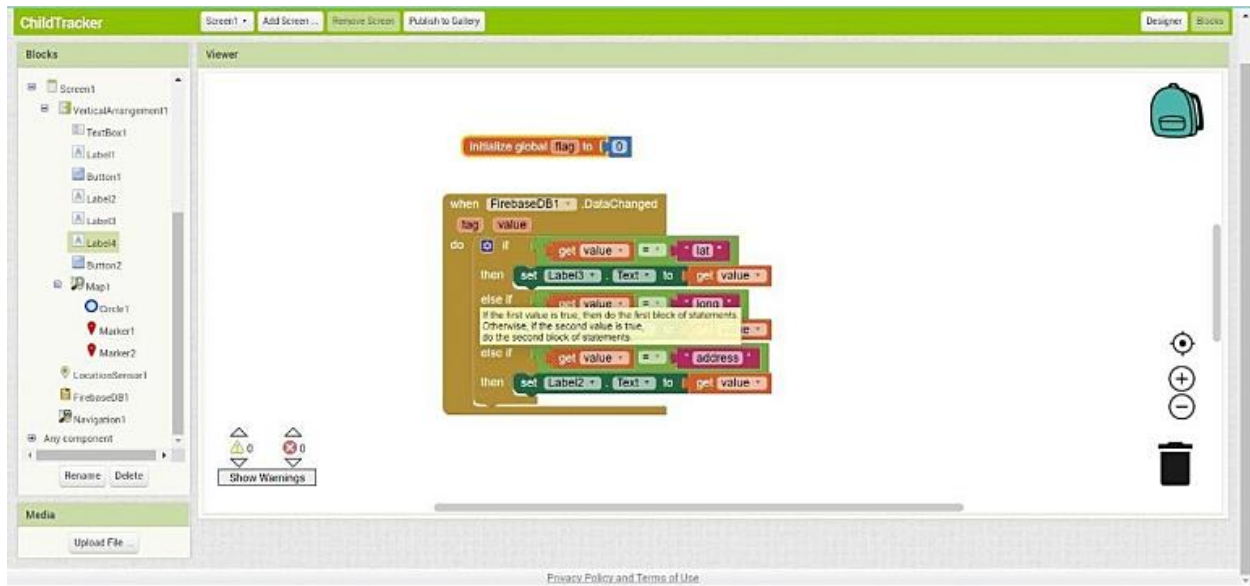 ChildTracker
Screen1 Add Screen ... Remove Screen Publish to Gallery Designer Blocks
Blocks
Viewer
Screen1
VerticalArrangement1
TextBox1
Label1
Button1
Label2
Label3
Label4
Button2
Map1
Circle1
Marker1
Marker2
LocationSensor1
FirebaseDB1
Navigation1
Any component
Rename Delete
Media
Upload File ...
initialize global flag to 0
when FirebaseDB1 .DataChanged
tag value
do if get value = " lat "
then set Label3 . Text to get value
else if get value = " long "
If the first value is true, then do the first block of statements.
Otherwise, if the second value is true,
do the second block of statements.
else if get value = " address "
then set Label2 . Text to get value
0 0
Show Warnings
Privacy Policy and Terms of Use